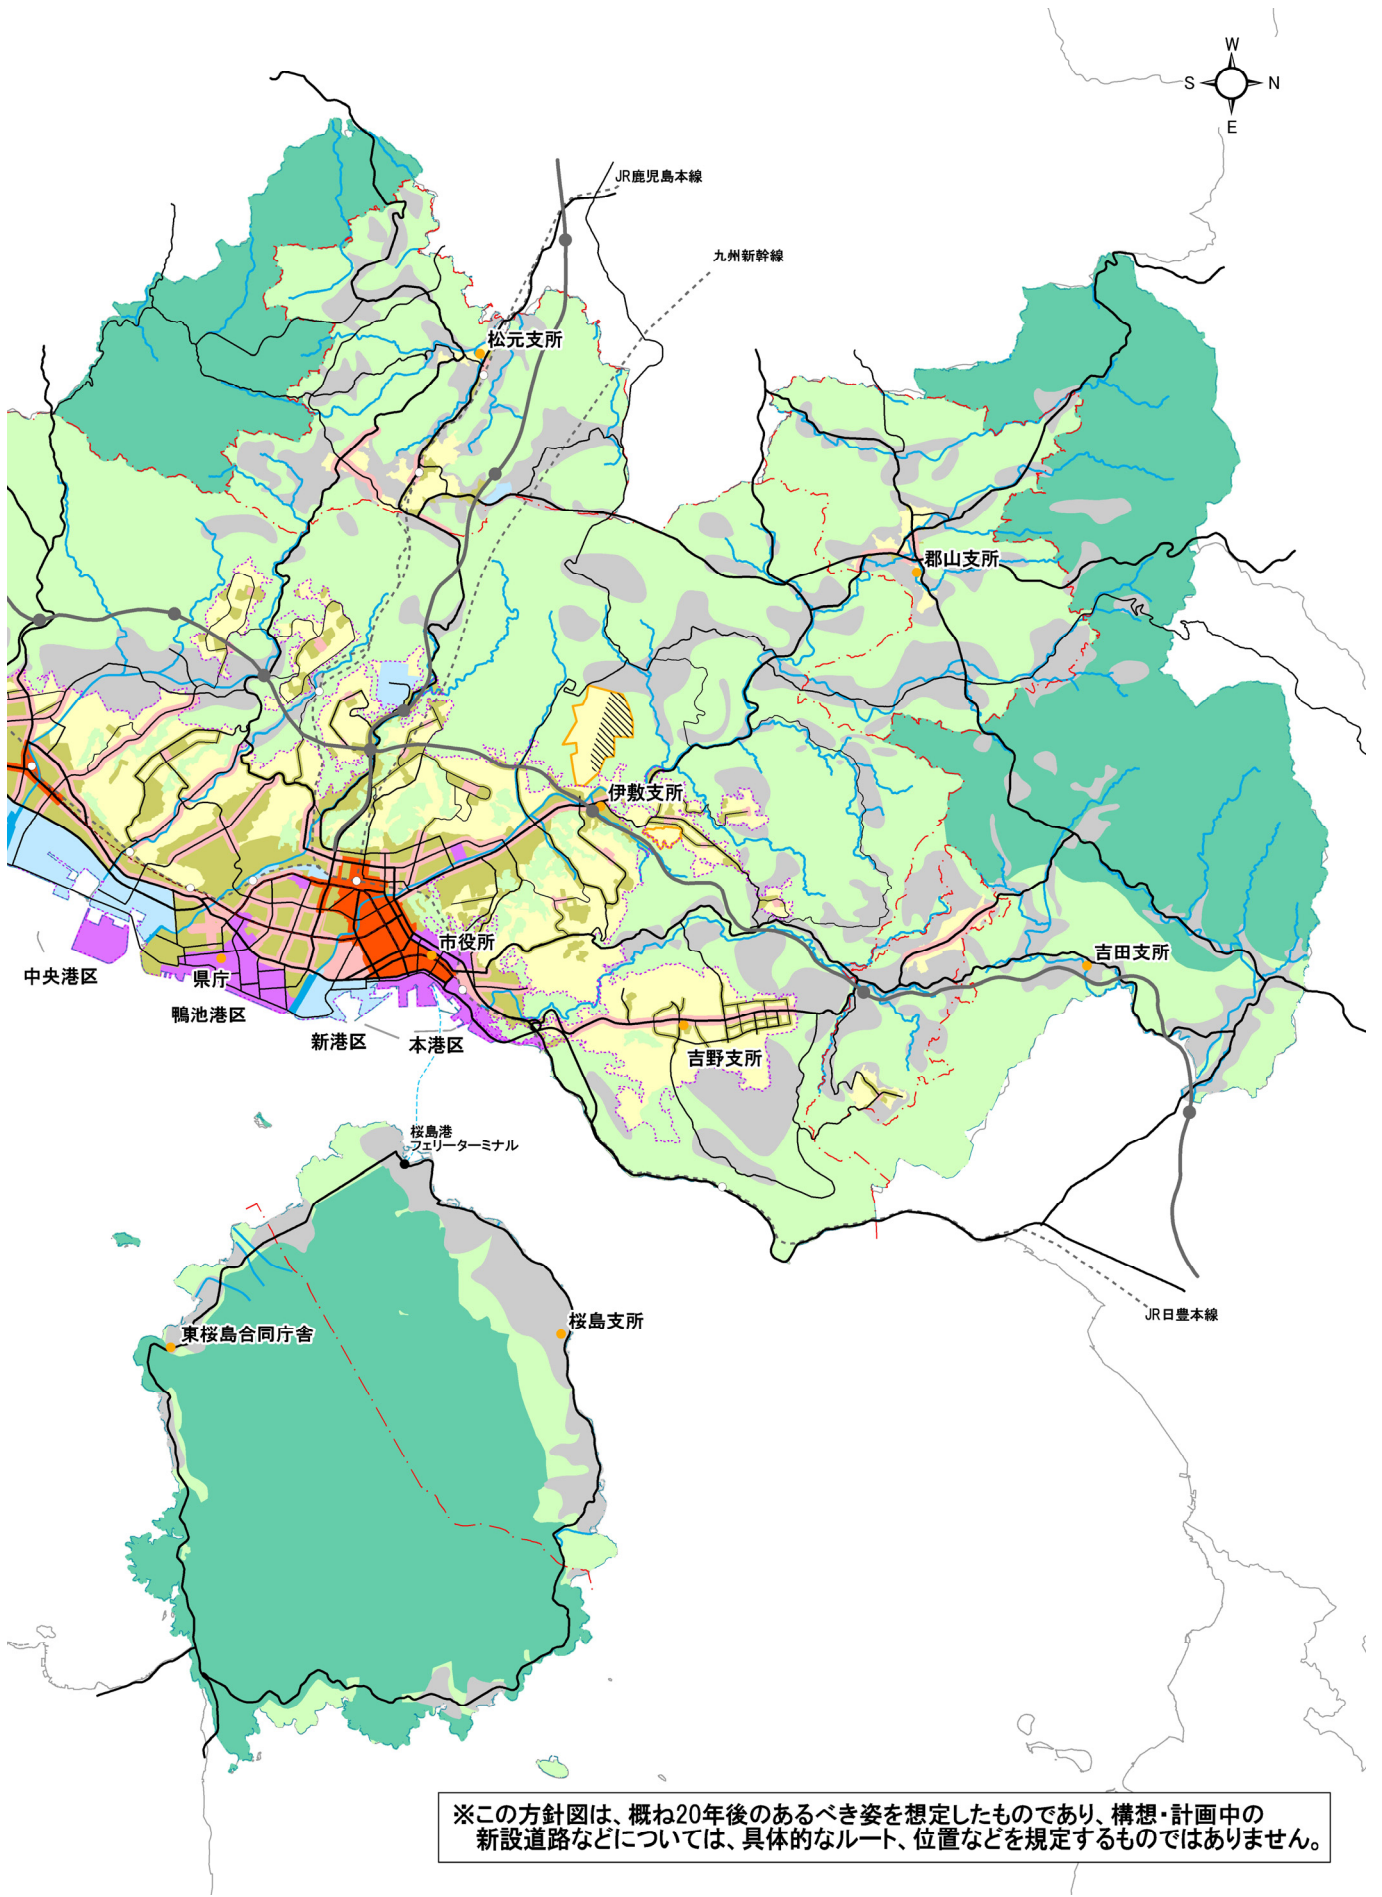 W
S
N
E
JR鹿児島本線
九州新幹線
松元支所
郡山支所
伊敷支所
市役所
吉田支所
中央港区
県庁
鴨池港区
新港区
本港区
吉野支所
桜島港
フェリーターミナル
JR日豊本線
桜島支所
東桜島合同庁舎
※この方針図は、概ね20年後のあるべき姿を想定したものであり、構想・計画中の
新設道路などについては、具体的なルート、位置などを規定するものではありません。